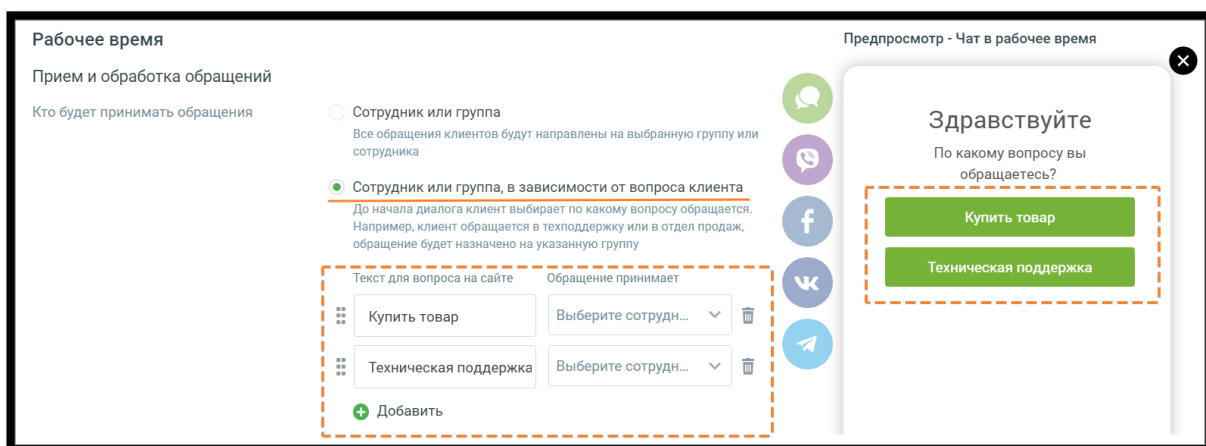 Рабочее время
Прием и обработка обращений
Кто будет принимать обращения
Сотрудник или группа
Все обращения клиентов будут направлены на выбранную группу или
сотрудника
Сотрудник или группа, в зависимости от вопроса клиента
До начала диалога клиент выбирает по какому вопросу обращается.
Например, клиент обращается в техподдержку или в отдел продаж,
обращение будет назначено на указанную группу
Текст для вопроса на сайте Обращение принимает
Купить товар Выберите сотрудн...
Техническая поддержка Выберите сотрудн...
Добавить
Предпросмотр - Чат в рабочее время
Здравствуйте
По какому вопросу вы
обращаетесь?
Купить товар
Техническая поддержка